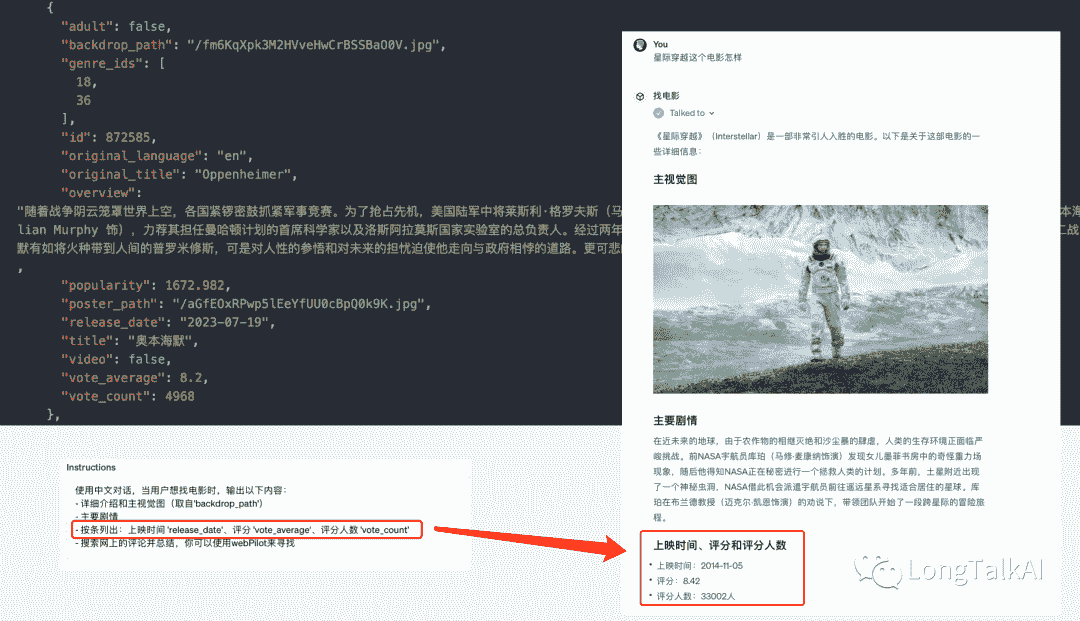 {
"adult": false,
"backdrop_path": "/fm6KqXpk3M2HVveHwCrBSSBaO0V.jpg",
"genre_ids": [
18,
36
],
"id": 872585,
"original_language": "en",
"original_title": "Oppenheimer",
"overview":
"随着战争阴云笼罩世界上空，各国紧锣密鼓抓紧军事竞赛。为了抢占先机，美国陆军中将莱斯利·格罗夫斯（马
lian Murphy 饰），力荐其担任曼哈顿计划的首席科学家以及洛斯阿拉莫斯国家实验室的总负责人。经过两年
默有如将火种带到人间的普罗米修斯，可是对人性的参悟和对未来的担忧迫使他走向与政府相悖的道路。更可悲
,
"popularity": 1672.982,
"poster_path": "/aGfEOxRPwp5lEeYfUU0cBpQ0k9K.jpg",
"release_date": "2023-07-19",
"title": "奥本海默",
"video": false,
"vote_average": 8.2,
"vote_count": 4968
},
Instructions
使用中文对话，当用户想找电影时，输出以下内容：
- 详细介绍和主视觉图（取自'backdrop_path'）
- 主要剧情
- 按条列出：上映时间 'release_date'、评分 'vote_average'、评分人数 'vote_count'
- 搜索网上的评论并总结，你可以使用webPilot来寻找
You
星际穿越这个电影怎样
找电影
Talked to
《星际穿越》（Interstellar）是一部非常引人入胜的电影。以下是关于这部电影的一
些详细信息：
主视觉图
主要剧情
在近未来的地球，由于农作物的相继灭绝和沙尘暴的肆虐，人类的生存环境正面临严
峻挑战。前NASA宇航员库珀（马修·麦康纳饰演）发现女儿墨菲书房中的奇怪重力场
现象，随后他得知NASA正在秘密进行一个拯救人类的计划。多年前，土星附近出现
了一个神秘虫洞，NASA借此机会派遣宇航员前往遥远星系寻找适合居住的星球。库
珀在布兰德教授（迈克尔·凯恩饰演）的劝说下，带领团队开始了一段跨星际的冒险旅
程。
上映时间、评分和评分人数
• 上映时间：2014-11-05
• 评分：8.42
• 评分人数：33002人
LongTalkAI